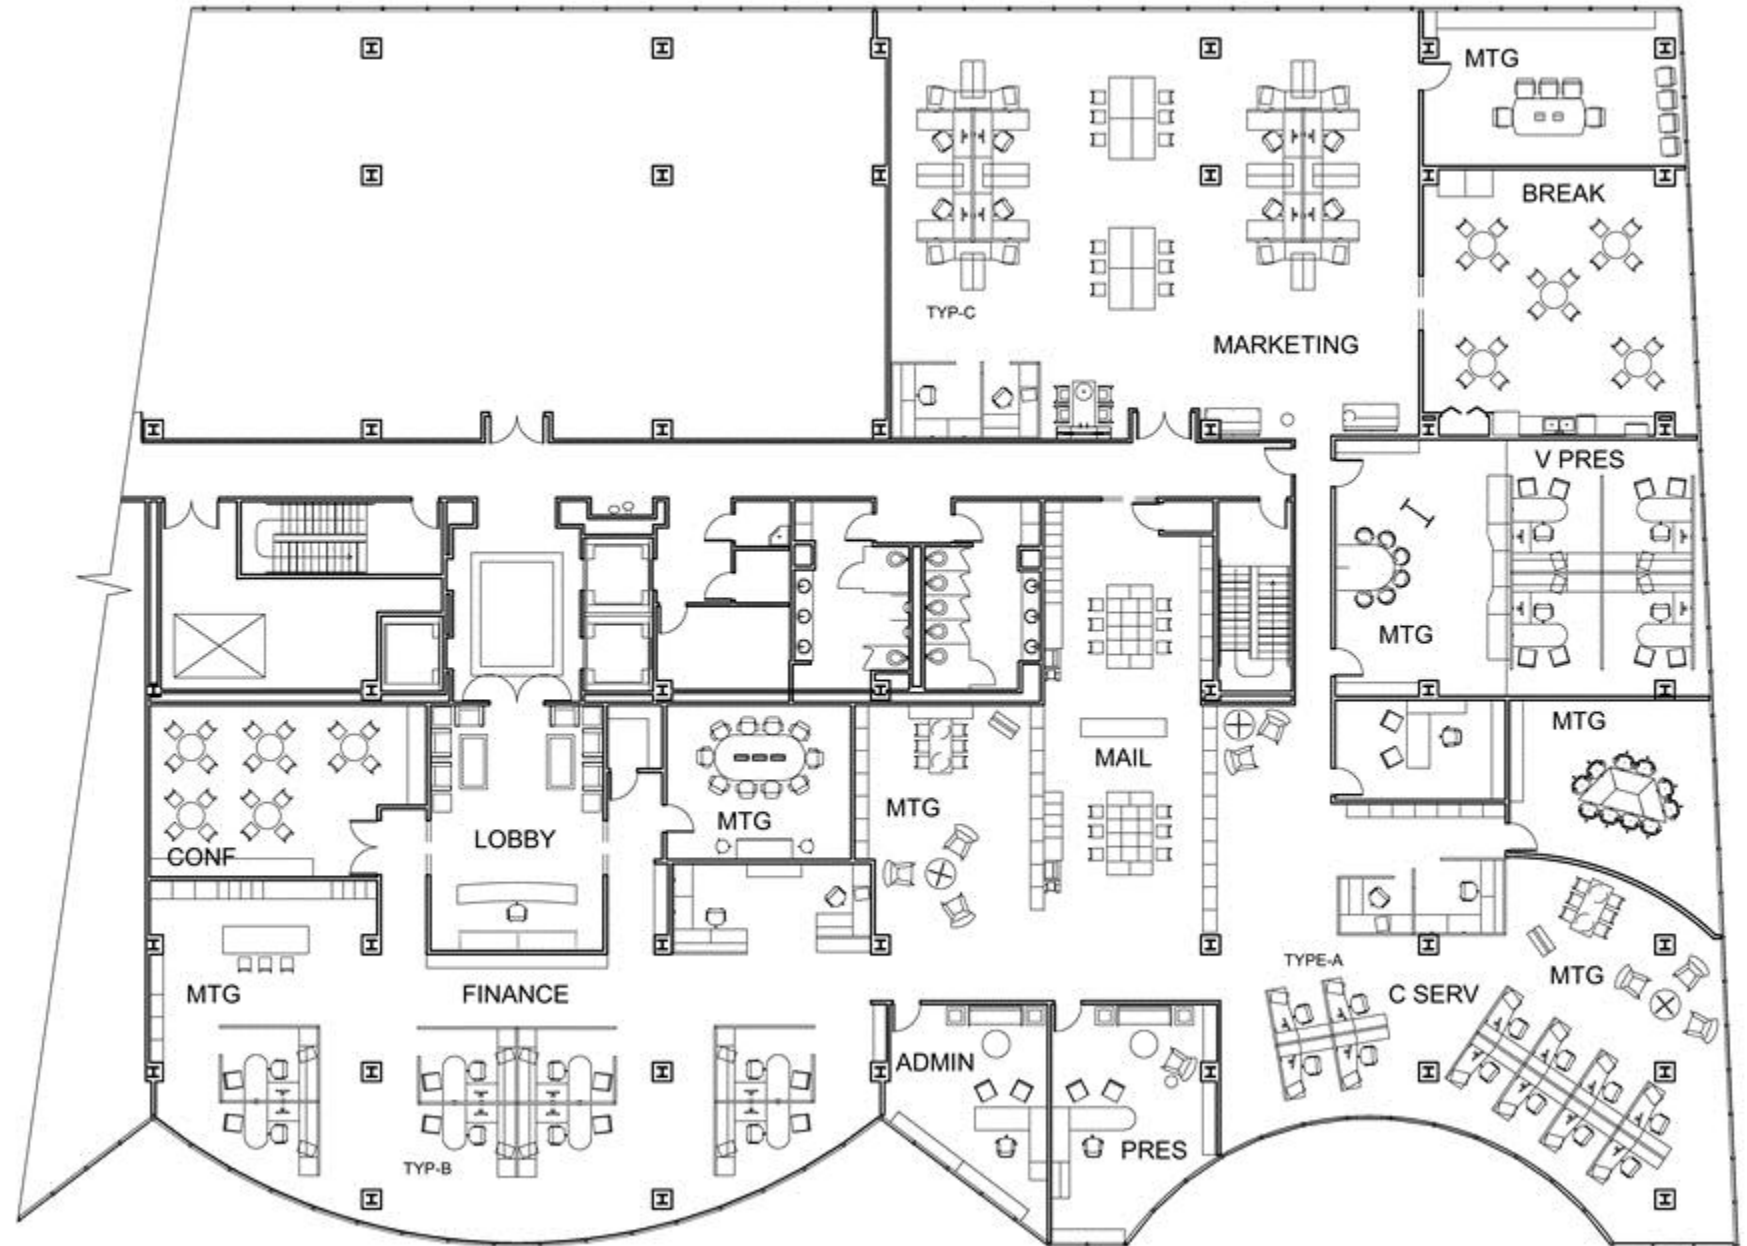 MTG
BREAK
TYP-C
MARKETING
V PRES
MTG
MTG
MAIL
MTG
MTG
LOBBY
CONF
TYPE-A
MTG
MTG
FINANCE
C SERV
ADMIN
PRES
TYP-B